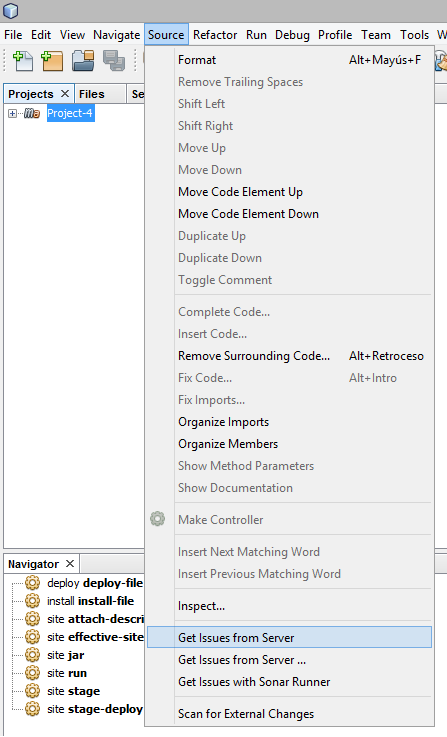 File Edit View Navigate Source Refactor Run Debug Profile Team Tools W
Projects Files Se
Project-4
Format Alt+Mayús+F
Remove Trailing Spaces
Shift Left
Shift Right
Move Up
Move Down
Move Code Element Up
Move Code Element Down
Duplicate Up
Duplicate Down
Toggle Comment
Complete Code...
Insert Code...
Remove Surrounding Code... Alt+Retroceso
Fix Code... Alt+Intro
Fix Imports...
Organize Imports
Organize Members
Show Method Parameters
Show Documentation
Make Controller
Insert Next Matching Word
Insert Previous Matching Word
Inspect...
Get Issues from Server
Get Issues from Server ...
Get Issues with Sonar Runner
Scan for External Changes
Navigator
deploy deploy-file
install install-file
site attach-descri
site effective-site
site jar
site run
site stage
site stage-deploy